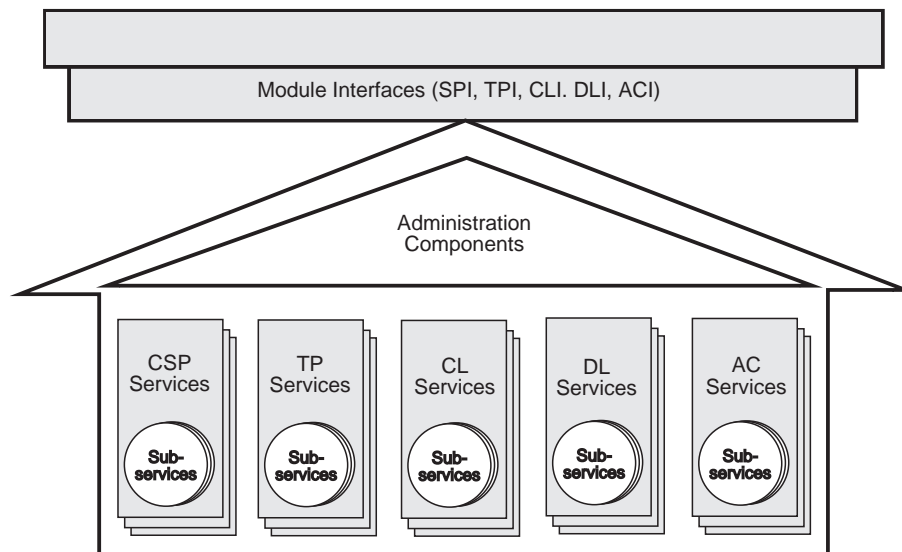 Module Interfaces (SPI, TPI, CLI. DLI, ACI)
Administration
Components
CSP
Services
TP
Services
CL
Services
DL
Services
AC
Services
Sub-
services
Sub-
services
Sub-
services
Sub-
services
Sub-
services